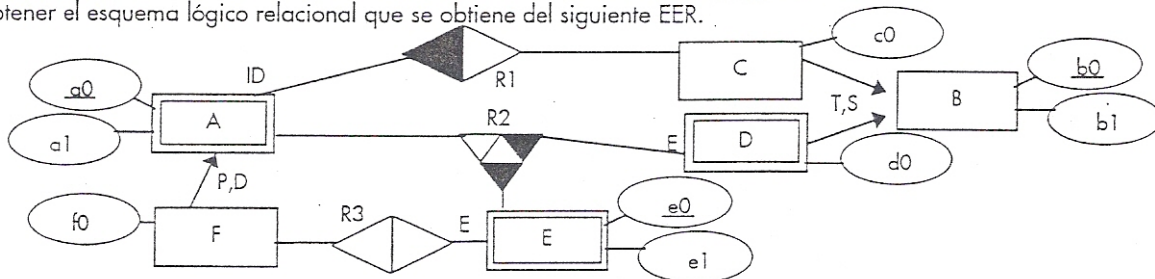 otener el esquema lógico relacional que se obtiene del siguiente EER.
c0
ID
R1
C
b0
a0
A
R2
T,S
B
a1
E
D
b1
P,D
d0
f0
F
R3
E
E
e0
e1